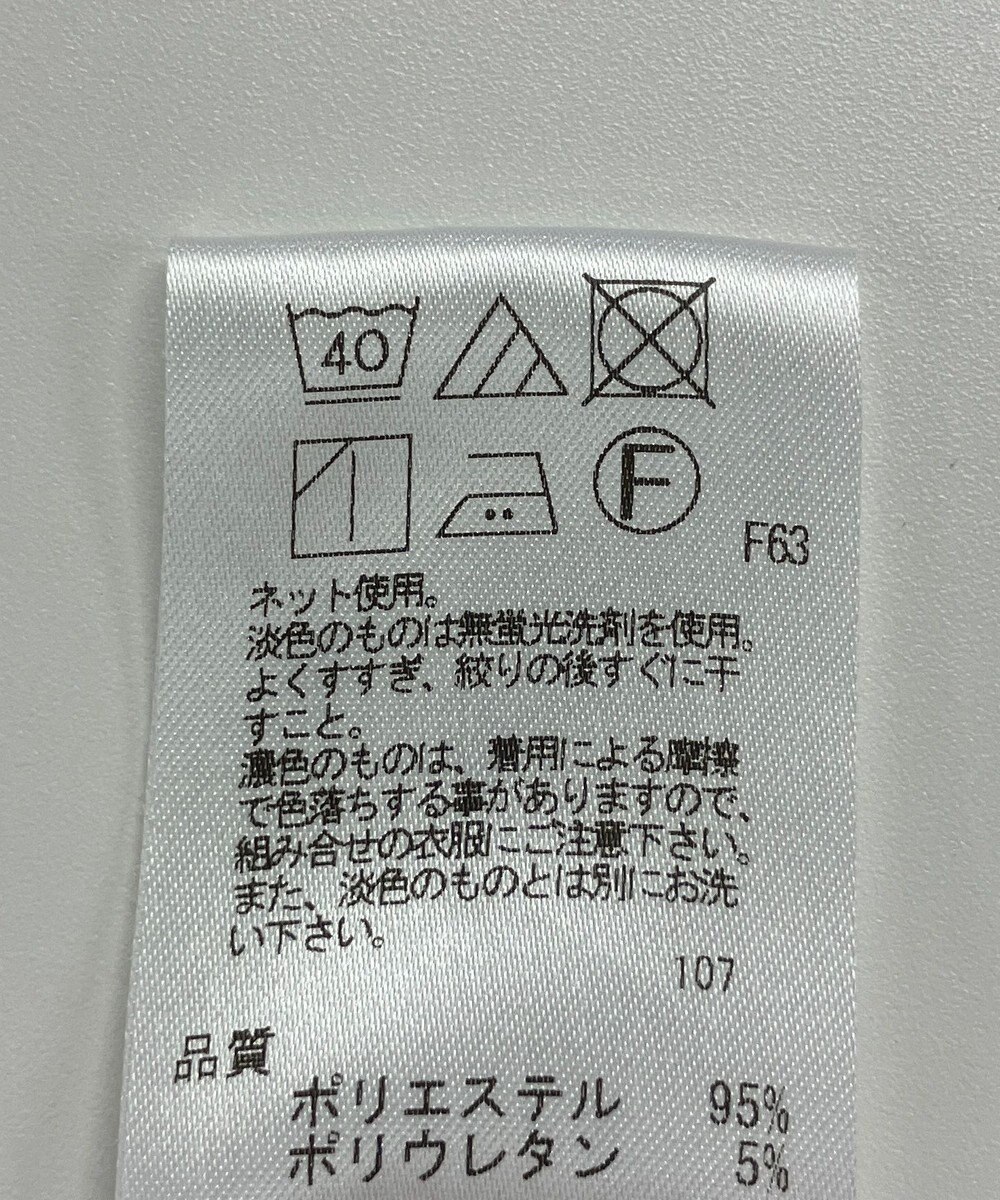 40
F
F63
ネット使用。
淡色のものは無蛍光洗剤を使用。
よくすすぎ、絞りの後すぐに干
すこと。
濃色のものは、着用による摩擦
で色落ちする事がありますので、
組み合せの衣服にご注意下さい。
また、淡色のものとは別にお洗
い下さい。
107
品質
ポリエステル 95%
ポリウレタン 5%